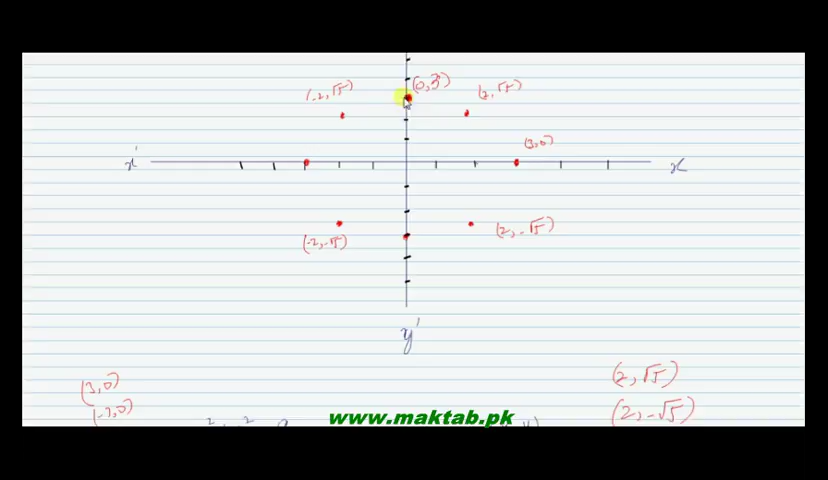 (0,3)
(-2,√5)
(2,√5)
(3,0)
x'
x
(2,-√5)
(-2,-√5)
y'
(2,√5)
(3,0)
(-3,0)
(2,-√5)
www.maktab.pk